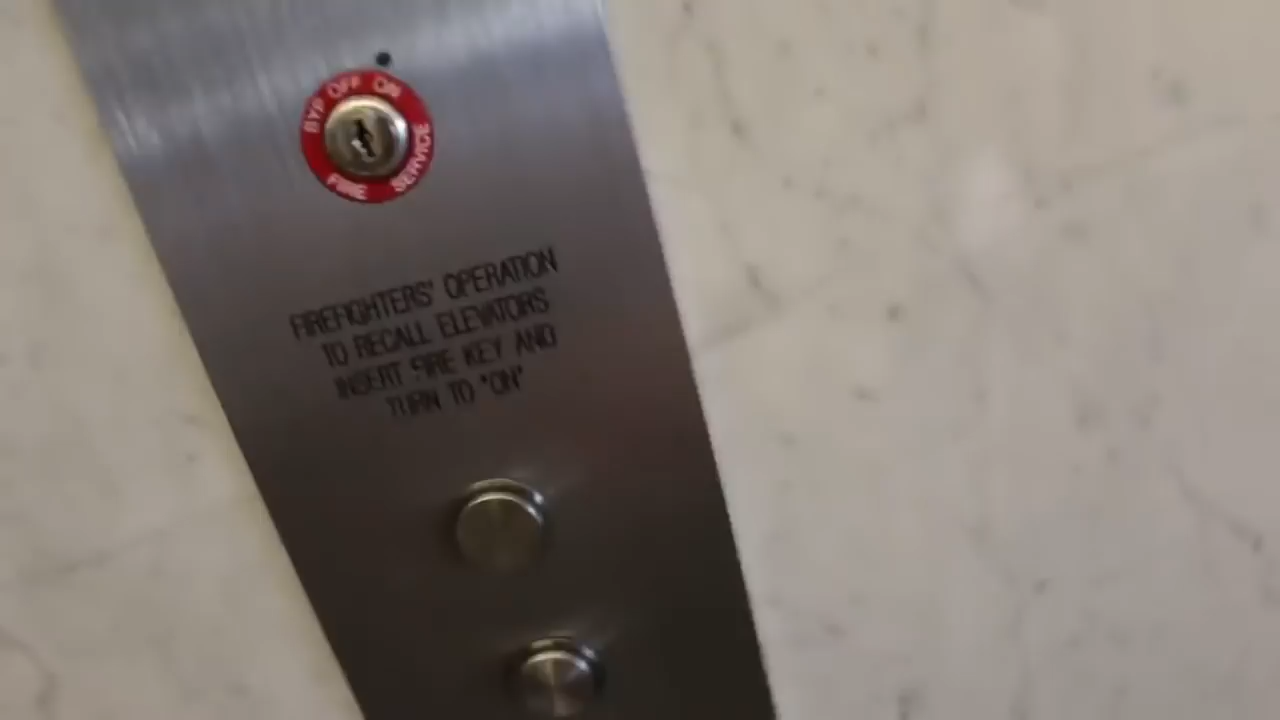 BYP OFF ON
FIRE SERVICE
FIREFIGHTERS' OPERATION
TO RECALL ELEVATORS
INSERT FIRE KEY AND
TURN TO "ON"